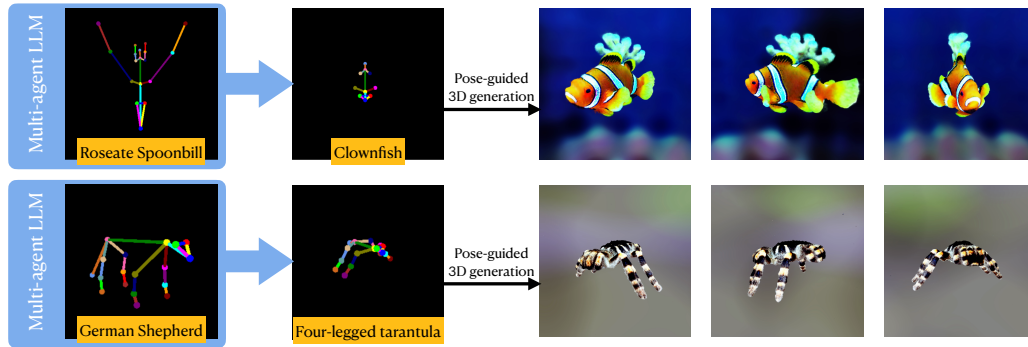 Multi-agent LLM
Roseate Spoonbill
Clownfish
Pose-guided
3D generation
Multi-agent LLM
German Shepherd
Four-legged tarantula
Pose-guided
3D generation